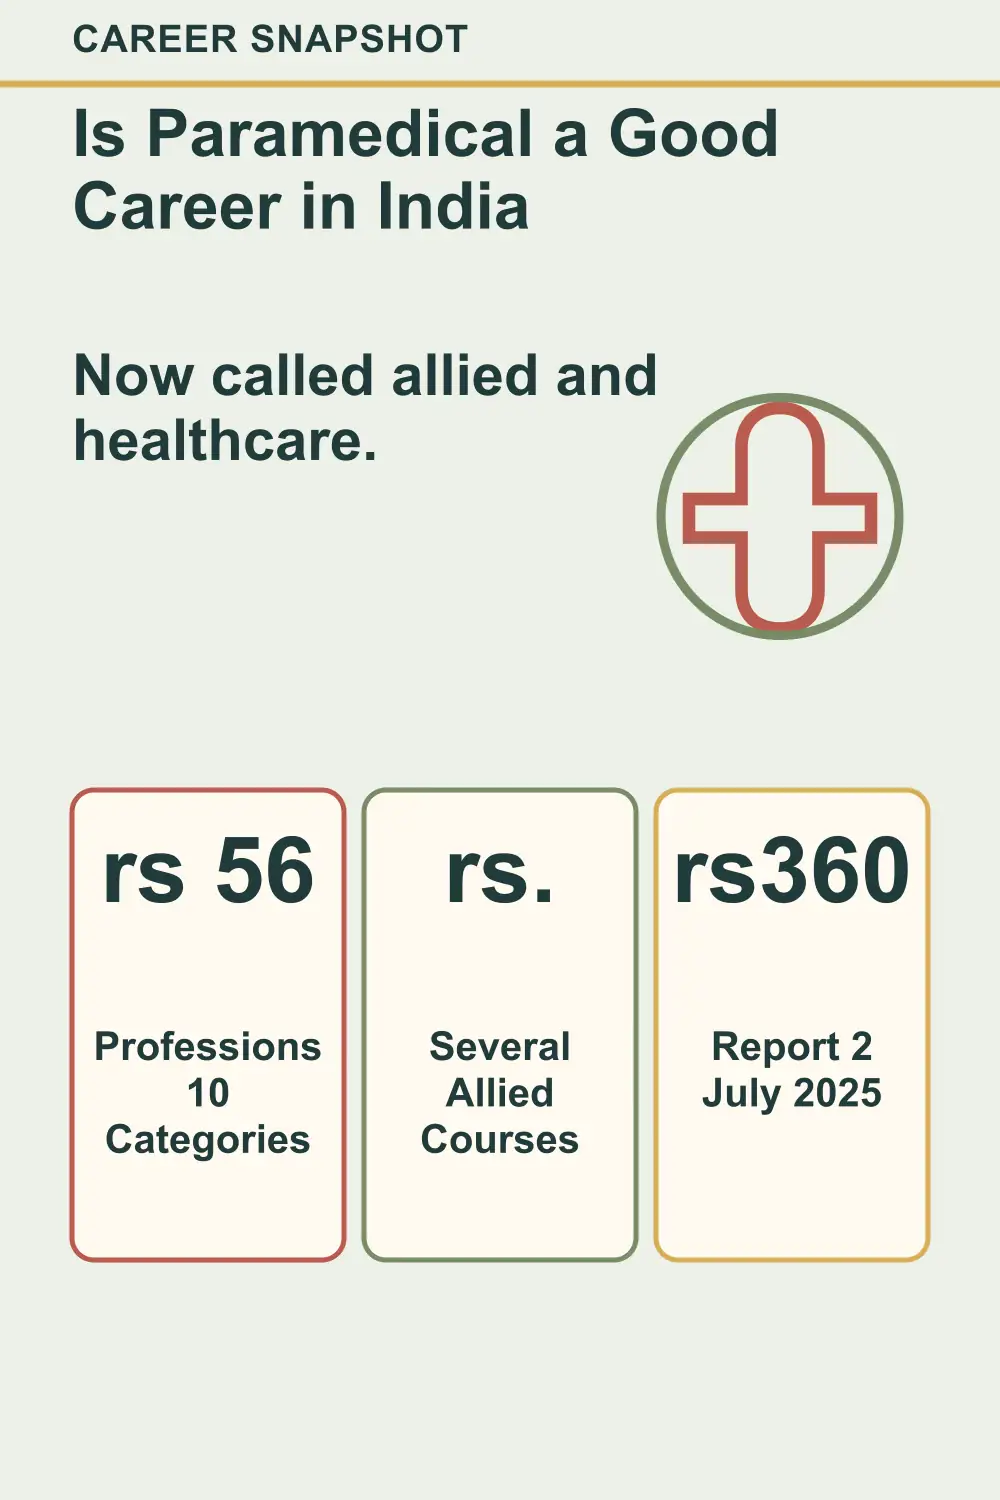 CAREER SNAPSHOT
Is Paramedical a Good
Career in India
Now called allied and
healthcare.
rs 56
Professions
10
Categories
rs.
Several
Allied
Courses
rs360
Report 2
July 2025